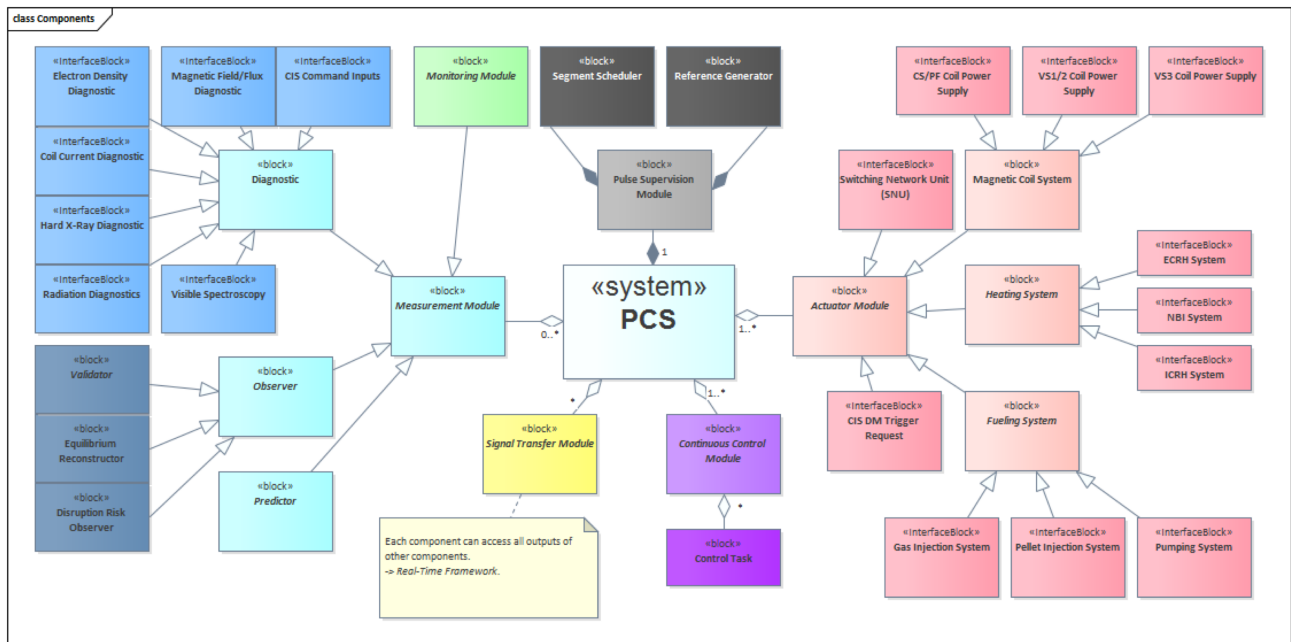 class Components
«InterfaceBlock»
Electron Density
Diagnostic
«InterfaceBlock»
Magnetic Field/Flux
Diagnostic
«InterfaceBlock»
CIS Command Inputs
«block»
Monitoring Module
«block»
Segment Scheduler
«block»
Reference Generator
«InterfaceBlock»
CS/PF Coil Power
Supply
«InterfaceBlock»
VS1/2 Coil Power
Supply
«InterfaceBlock»
VS3 Coil Power Supply
«InterfaceBlock»
Coil Current Diagnostic
«block»
Diagnostic
«block»
Pulse Supervision
Module
«InterfaceBlock»
Switching Network Unit
(SNU)
«block»
Magnetic Coil System
«InterfaceBlock»
Hard X-Ray Diagnostic
1
«InterfaceBlock»
ECRH System
«InterfaceBlock»
Radiation Diagnostics
«InterfaceBlock»
Visible Spectroscopy
«block»
Measurement Module
0..*
«system»
PCS
1..*
«block»
Actuator Module
«block»
Heating System
«InterfaceBlock»
NBI System
«InterfaceBlock»
ICRH System
«block»
Validator
«block»
Observer
*
1..*
«InterfaceBlock»
CIS DM Trigger
Request
«block»
Fueling System
«block»
Equilibrium
Reconstructor
«block»
Signal Transfer Module
«block»
Continuous Control
Module
«block»
Disruption Risk
Observer
«block»
Predictor
*
Each component can access all outputs of
other components.
-> Real-Time Framework.
«block»
Control Task
«InterfaceBlock»
Gas Injection System
«InterfaceBlock»
Pellet Injection System
«InterfaceBlock»
Pumping System